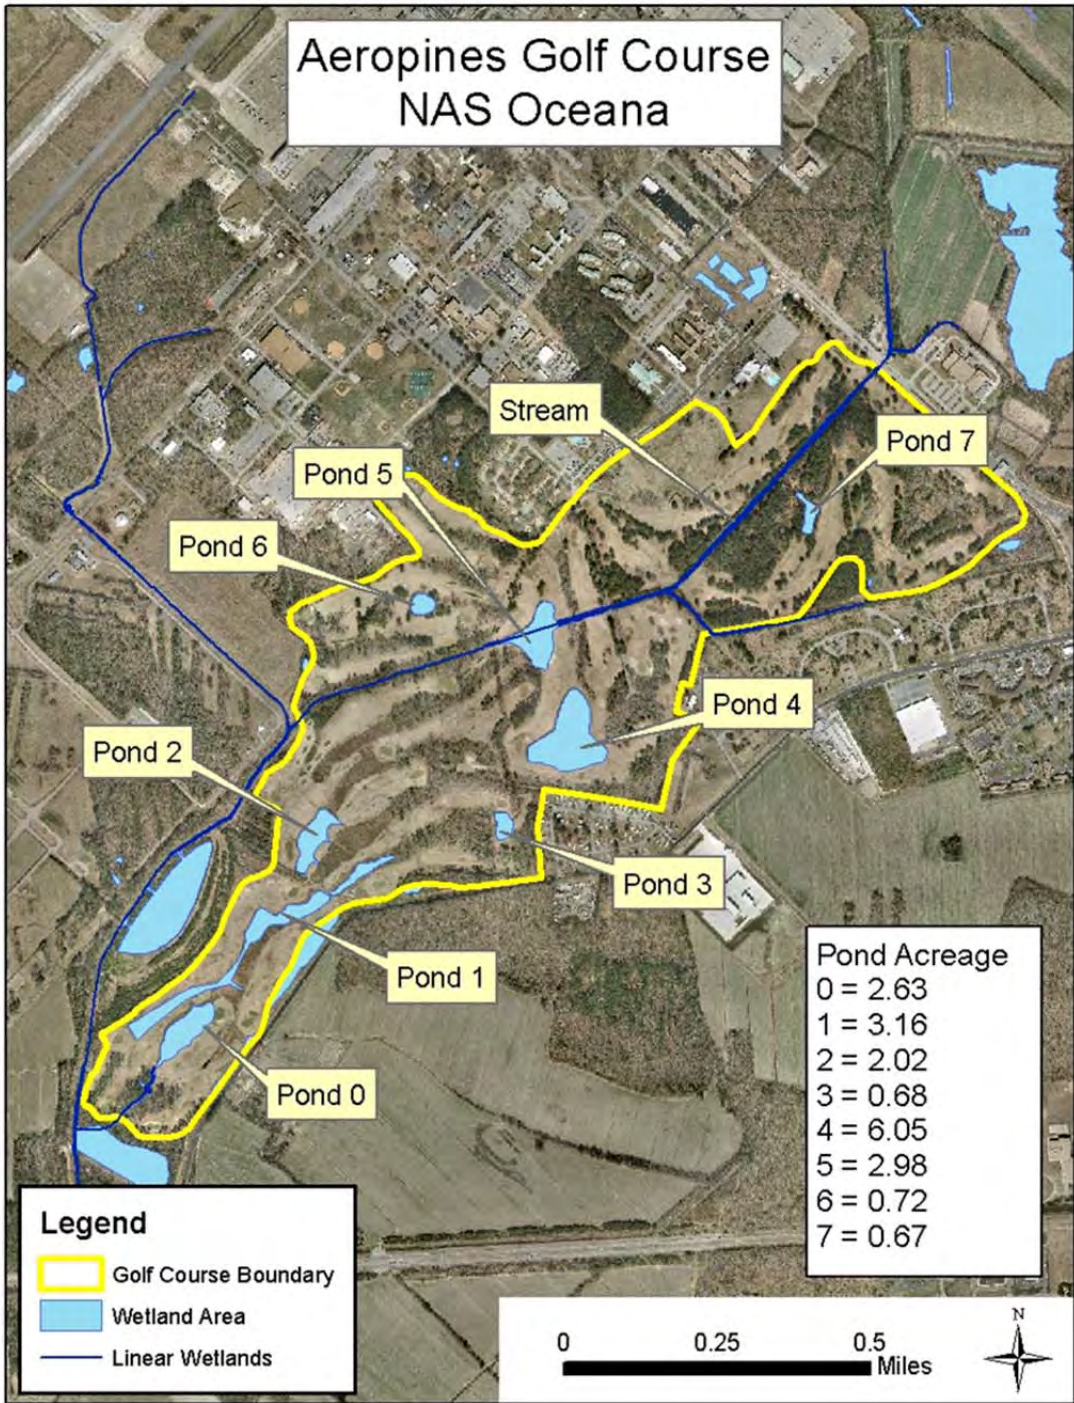 Aeropines Golf Course
NAS Oceana
Stream
Pond 7
Pond 5
Pond 6
Pond 4
Pond 2
Pond 3
Pond 1
Pond 0
Pond Acreage
0 = 2.63
1 = 3.16
2 = 2.02
3 = 0.68
4 = 6.05
5 = 2.98
6 = 0.72
7 = 0.67
Legend
Golf Course Boundary
Wetland Area
Linear Wetlands
0 0.25 0.5
Miles
N